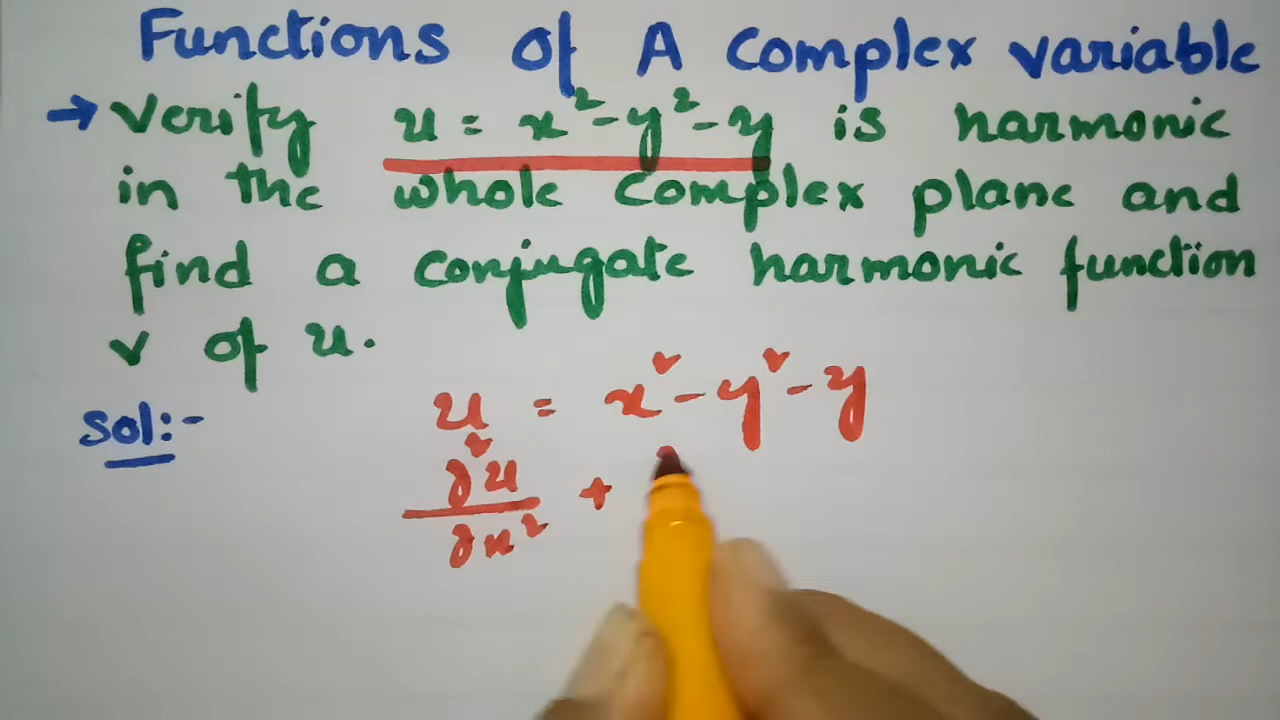 Functions of A Complex variable
→ Verify u = x² - y² - y is harmonic
in the whole complex plane and
find a conjugate harmonic function
v of u.
u = x² - y² - y
Sol:-
∂²u
∂x² +